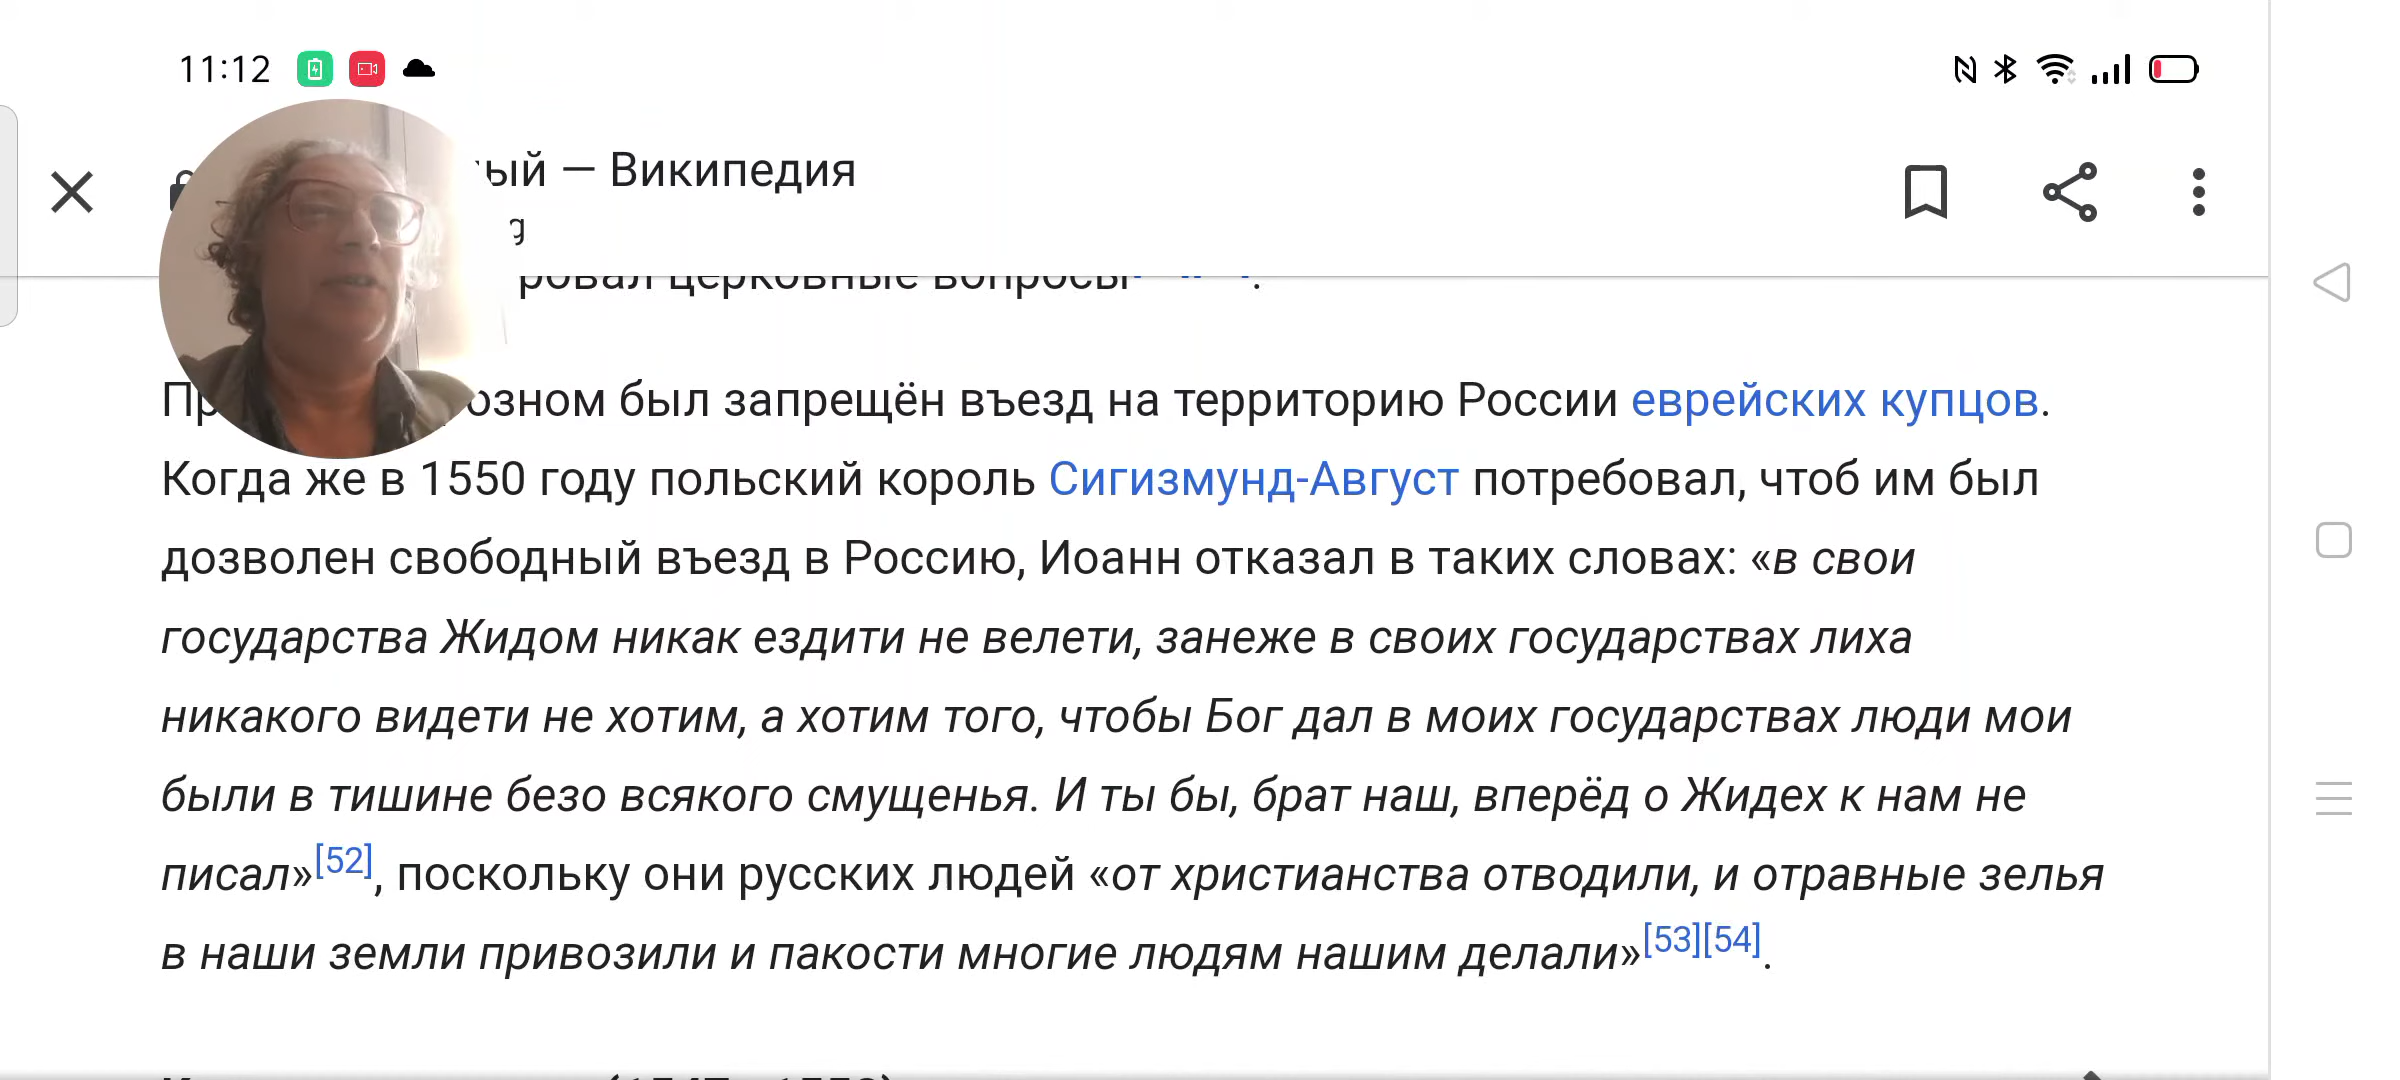 11:12
ый — Википедия
ровал церковные вопросы
был запрещён въезд на территорию России еврейских купцов.
Когда же в 1550 году польский король Сигизмунд-Август потребовал, чтоб им был
дозволен свободный въезд в Россию, Иоанн отказал в таких словах: «в свои
государства Жидом никак ездити не велети, занеже в своих государствах лиха
никакого видети не хотим, а хотим того, чтобы Бог дал в моих государствах люди мои
были в тишине безо всякого смущенья. И ты бы, брат наш, вперёд о Жидех к нам не
писал»[52], поскольку они русских людей «от христианства отводили, и отравные зелья
в наши земли привозили и пакости многие людям нашим делали»[53][54].